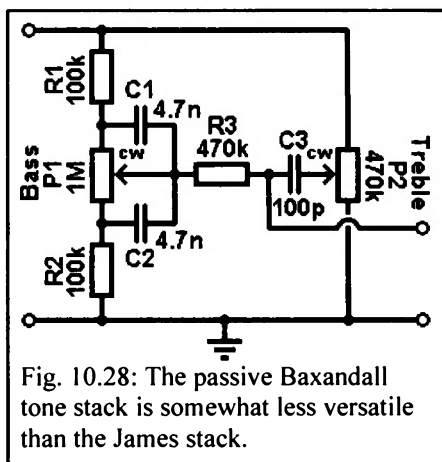 R1
100k
C1
4.7n
Bass
P1
1M
cw
R3
470k
C3
cw
100p
Treble
P2
470k
C2
4.7n
R2
100k
Fig. 10.28: The passive Baxandall
tone stack is somewhat less versatile
than the James stack.